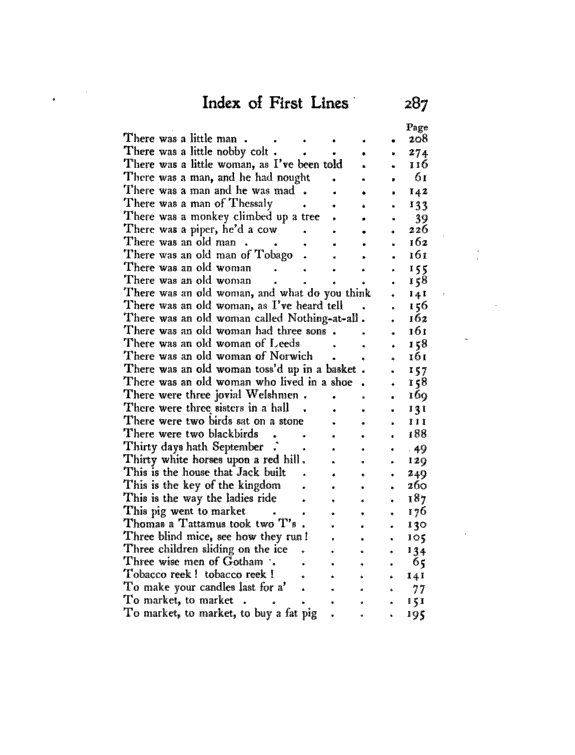 Index of First Lines 287
Page
There was a little man . . . . . . 208
There was a little nobby colt . . . . . 274
There was a little woman, as I've been told . . 116
There was a man, and he had nought . . . 61
There was a man and he was mad . . . . 142
There was a man of Thessaly . . . . 133
There was a monkey climbed up a tree . . . 39
There was a piper, he'd a cow . . . . 226
There was an old man . . . . . . 162
There was an old man of Tobago . . . . 161
There was an old woman . . . . . 155
There was an old woman . . . . . 158
There was an old woman, and what do you think . 141
There was an old woman, as I've heard tell . . 156
There was an old woman called Nothing-at-all . . 162
There was an old woman had three sons . . . 161
There was an old woman of Leeds . . . 158
There was an old woman of Norwich . . . 161
There was an old woman toss'd up in a basket . . 157
There was an old woman who lived in a shoe . . 158
There were three jovial Welshmen . . . . 169
There were three sisters in a hall . . . . 131
There were two birds sat on a stone . . . 111
There were two blackbirds . . . . . 188
Thirty days hath September . . . . . 49
Thirty white horses upon a red hill . . . . 129
This is the house that Jack built . . . . 249
This is the key of the kingdom . . . . 260
This is the way the ladies ride . . . . 187
This pig went to market . . . . . 176
Thomas a Tattamus took two T's . . . . 130
Three blind mice, see how they run! . . . 105
Three children sliding on the ice . . . . 134
Three wise men of Gotham . . . . . 65
Tobacco reek! tobacco reek! . . . . 141
To make your candles last for a' . . . . 77
To market, to market . . . . . . 151
To market, to market, to buy a fat pig . . . 195